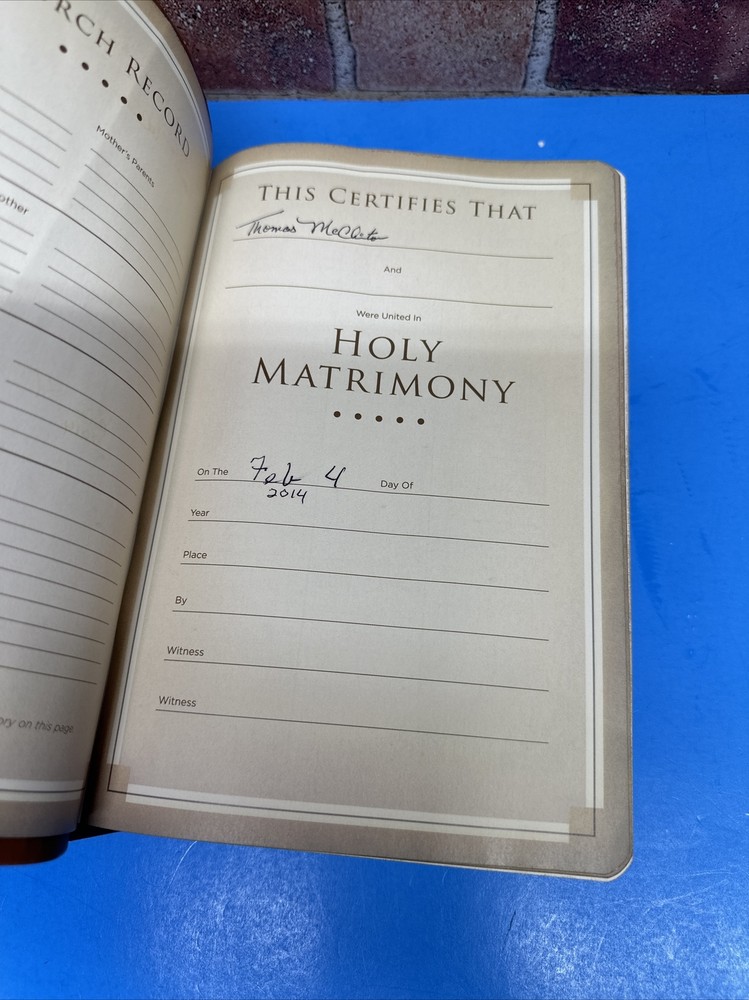 RCH RECORD
Mother's Parents
other
ory on this page.
THIS CERTIFIES THAT
Thomas
And
Were United In
HOLY
MATRIMONY
On The Feb 4 Day Of
2014
Year
Place
By
Witness
Witness